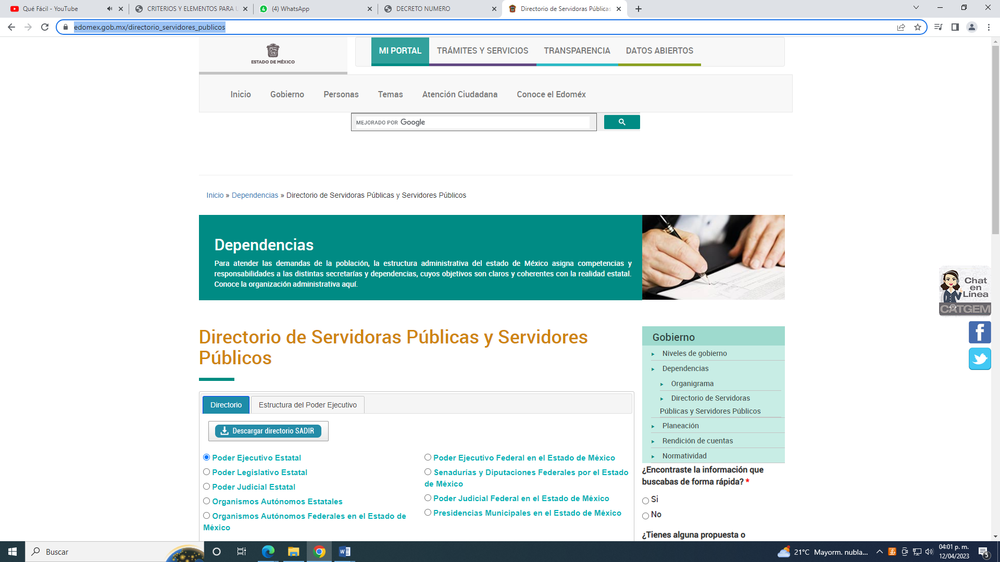 Qué Fácil - YouTube
CRITERIOS Y ELEMENTOS PARA U
(4) WhatsApp
DECRETO NUMERO
Directorio de Servidoras Públicas
edomex.gob.mx/directorio_servidores_publicos
ESTADO DE MÉXICO
MI PORTAL TRÁMITES Y SERVICIOS TRANSPARENCIA DATOS ABIERTOS
Inicio Gobierno Personas Temas Atención Ciudadana Conoce el Edoméx
MEJORADO POR Google
Inicio » Dependencias » Directorio de Servidoras Públicas y Servidores Públicos
Dependencias
Para atender las demandas de la población, la estructura administrativa del estado de México asigna competencias y
responsabilidades a las distintas secretarías y dependencias, cuyos objetivos son claros y coherentes con la realidad estatal.
Conoce la organización administrativa aquí.
Chat
en
Línea
CATGEM
Directorio de Servidoras Públicas y Servidores
Públicos
Directorio Estructura del Poder Ejecutivo
Descargar directorio SADIR
Poder Ejecutivo Estatal
Poder Legislativo Estatal
Poder Judicial Estatal
Organismos Autónomos Estatales
Organismos Autónomos Federales en el Estado de
México
Poder Ejecutivo Federal en el Estado de México
Senadurías y Diputaciones Federales por el Estado
de México
Poder Judicial Federal en el Estado de México
Presidencias Municipales en el Estado de México
Gobierno
Niveles de gobierno
Dependencias
Organigrama
Directorio de Servidoras
Públicas y Servidores Públicos
Planeación
Rendición de cuentas
Normatividad
¿Encontraste la información que
buscabas de forma rápida? *
Si
No
¿Tienes alguna propuesta o
Buscar
21°C Mayorm. nubla...
04:01 p. m.
12/04/2023
5